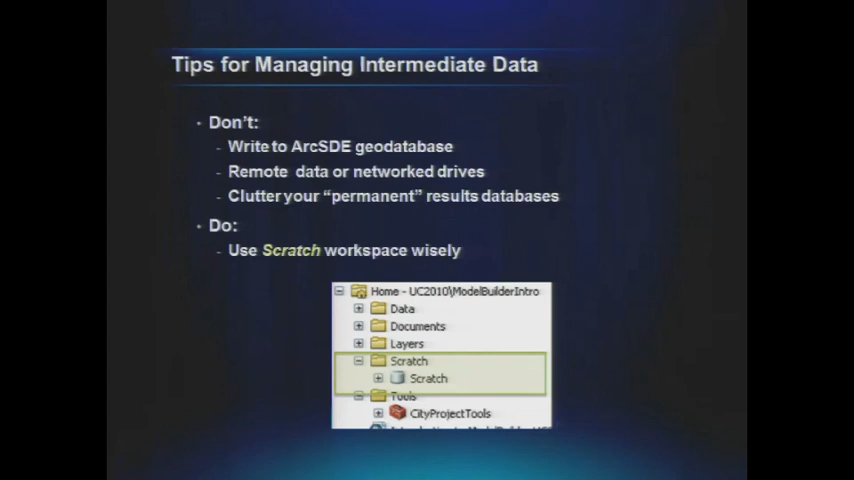 Tips for Managing Intermediate Data
· Don't:
- Write to ArcSDE geodatabase
- Remote data or networked drives
- Clutter your “permanent” results databases
· Do:
- Use Scratch workspace wisely
Home - UC2010\ModelBuilderIntro
Data
Documents
Layers
Scratch
Scratch
Tools
CityProjectTools